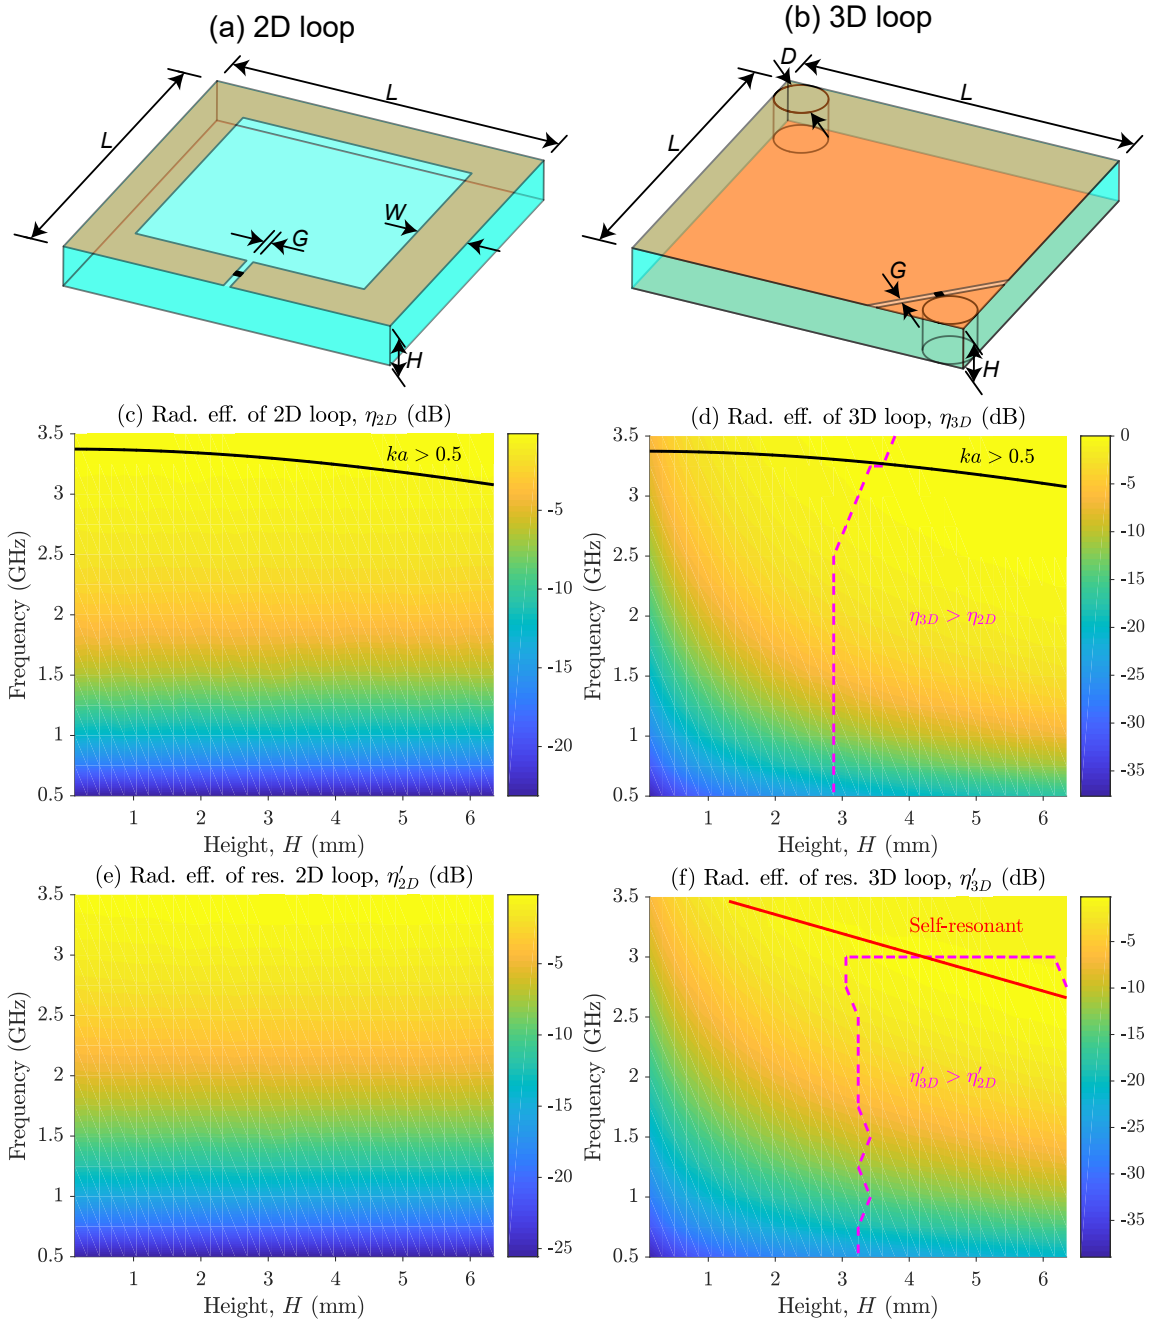 (a) 2D loop
(b) 3D loop
L
L
W
G
H
D
L
L
G
H
(c) Rad. eff. of 2D loop, η2D (dB)
ka > 0.5
3.5
3
2.5
2
1.5
1
0.5
Frequency (GHz)
1 2 3 4 5 6
Height, H (mm)
-5
-10
-15
-20
(d) Rad. eff of 3D loop, η3D (dB)
ka > 0.5
η3D > η2D
3.5
3
2.5
2
1.5
1
0.5
Frequency (GHz)
1 2 3 4 5 6
Height, H (mm)
0
-5
-10
-15
-20
-25
-30
-35
(e) Rad. eff of res. 2D loop, η′2D (dB)
3.5
3
2.5
2
1.5
1
0.5
Frequency (GHz)
1 2 3 4 5 6
Height, H (mm)
-5
-10
-15
-20
-25
(f) Rad. eff of res. 3D loop, η′3D (dB)
Self-resonant
η′3D > η′2D
3.5
3
2.5
2
1.5
1
0.5
Frequency (GHz)
1 2 3 4 5 6
Height, H (mm)
-5
-10
-15
-20
-25
-30
-35